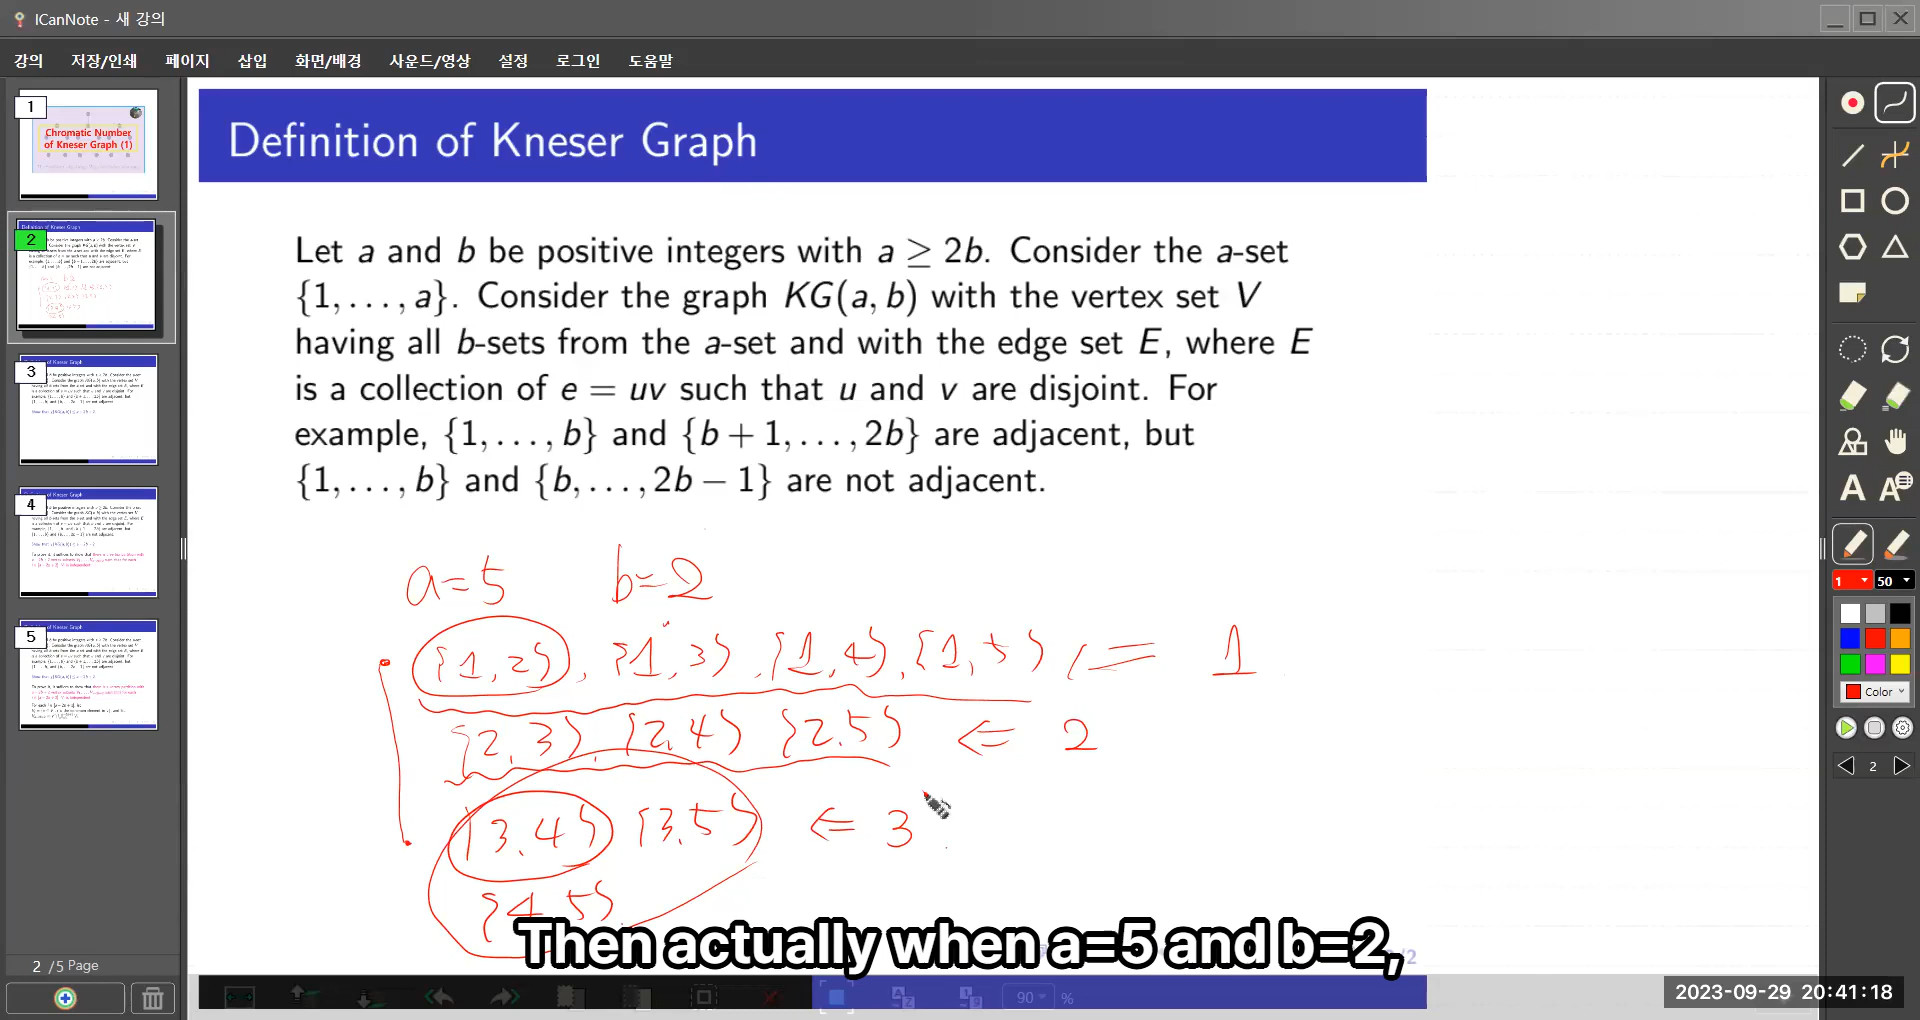 ICanNote - 새 강의
강의 저장/인쇄 페이지 삽입 화면/배경 사운드/영상 설정 로그인 도움말
1
Chromatic Number
of Kneser Graph (1)
2
3
4
5
Definition of Kneser Graph
Let a and b be positive integers with a ≥ 2b. Consider the a-set
{1, . . . , a}. Consider the graph KG(a, b) with the vertex set V
having all b-sets from the a-set and with the edge set E, where E
is a collection of e = uv such that u and v are disjoint. For
example, {1, . . . , b} and {b + 1, . . . , 2b} are adjacent, but
{1, . . . , b} and {b, . . . , 2b − 1} are not adjacent.
a=5 b=2
{1,2}, {1,3}, {1,4}, {1,5} ⇐ 1
{2,3}, {2,4} {2,5} ⇐ 2
{3,4} {3,5} ⇐ 3
{4,5}
Then actually when a=5 and b=2,
1 50
Color
2
2 /5 Page
90 %
2023-09-29 20:41:18